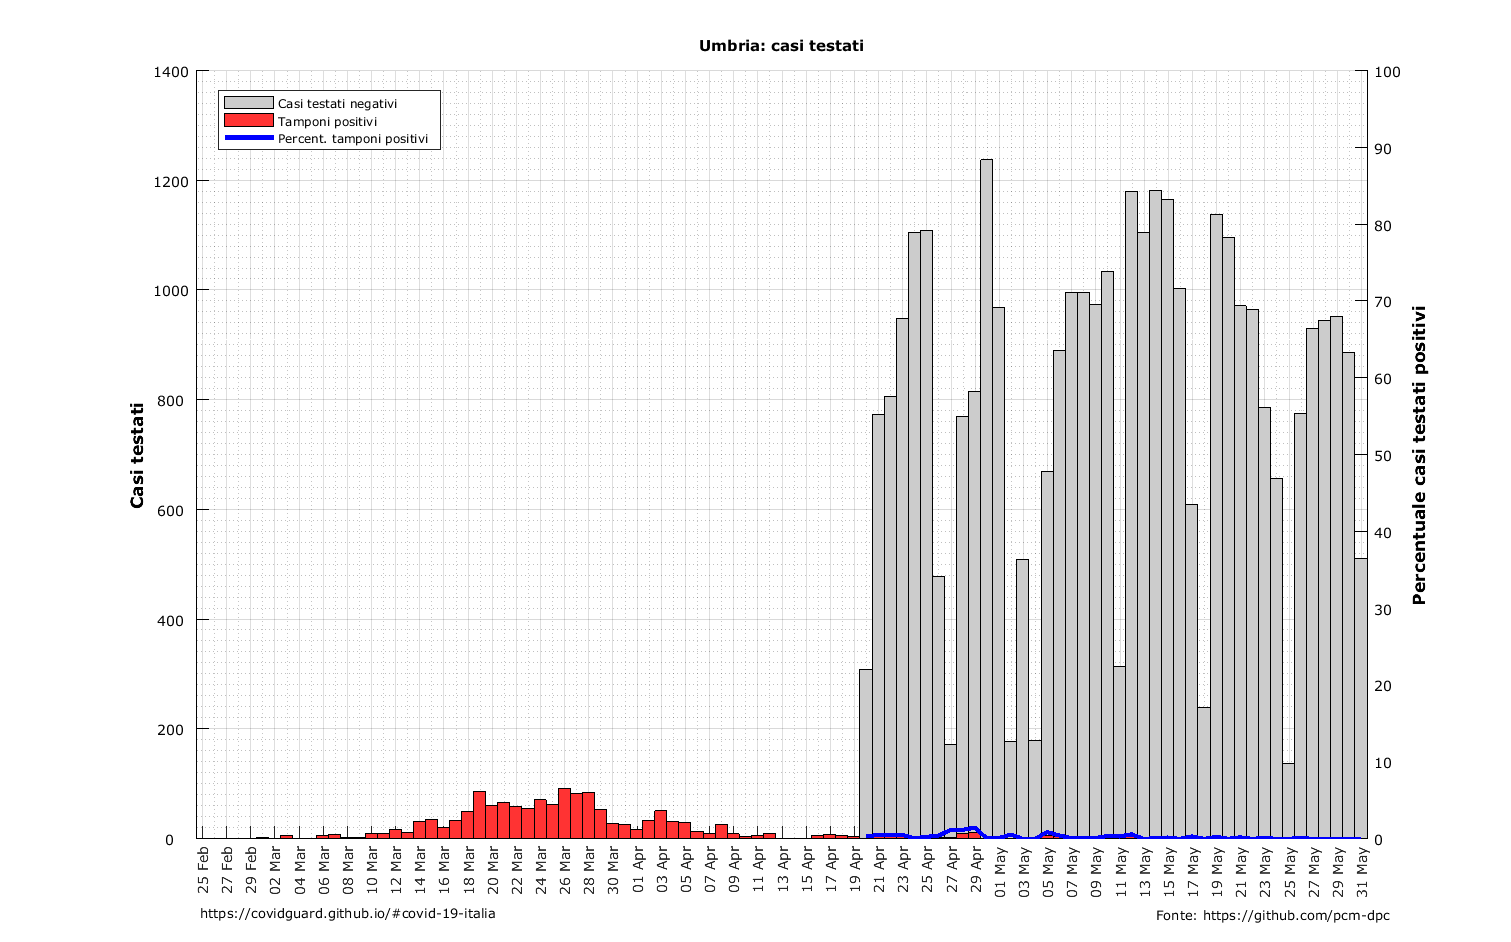 Umbria: casi testati
Casi testati negativi
Tamponi positivi
Percent. tamponi positivi
Casi testati
1400
1200
1000
800
600
400
200
0
Percentuale casi testati positivi
100
90
80
70
60
50
40
30
20
10
0
25 Feb
27 Feb
29 Feb
02 Mar
04 Mar
06 Mar
08 Mar
10 Mar
12 Mar
14 Mar
16 Mar
18 Mar
20 Mar
22 Mar
24 Mar
26 Mar
28 Mar
30 Mar
01 Apr
03 Apr
05 Apr
07 Apr
09 Apr
11 Apr
13 Apr
15 Apr
17 Apr
19 Apr
21 Apr
23 Apr
25 Apr
27 Apr
29 Apr
01 May
03 May
05 May
07 May
09 May
11 May
13 May
15 May
17 May
19 May
21 May
23 May
25 May
27 May
29 May
31 May
https://covidguard.github.io/#covid-19-italia
Fonte: https://github.com/pcm-dpc